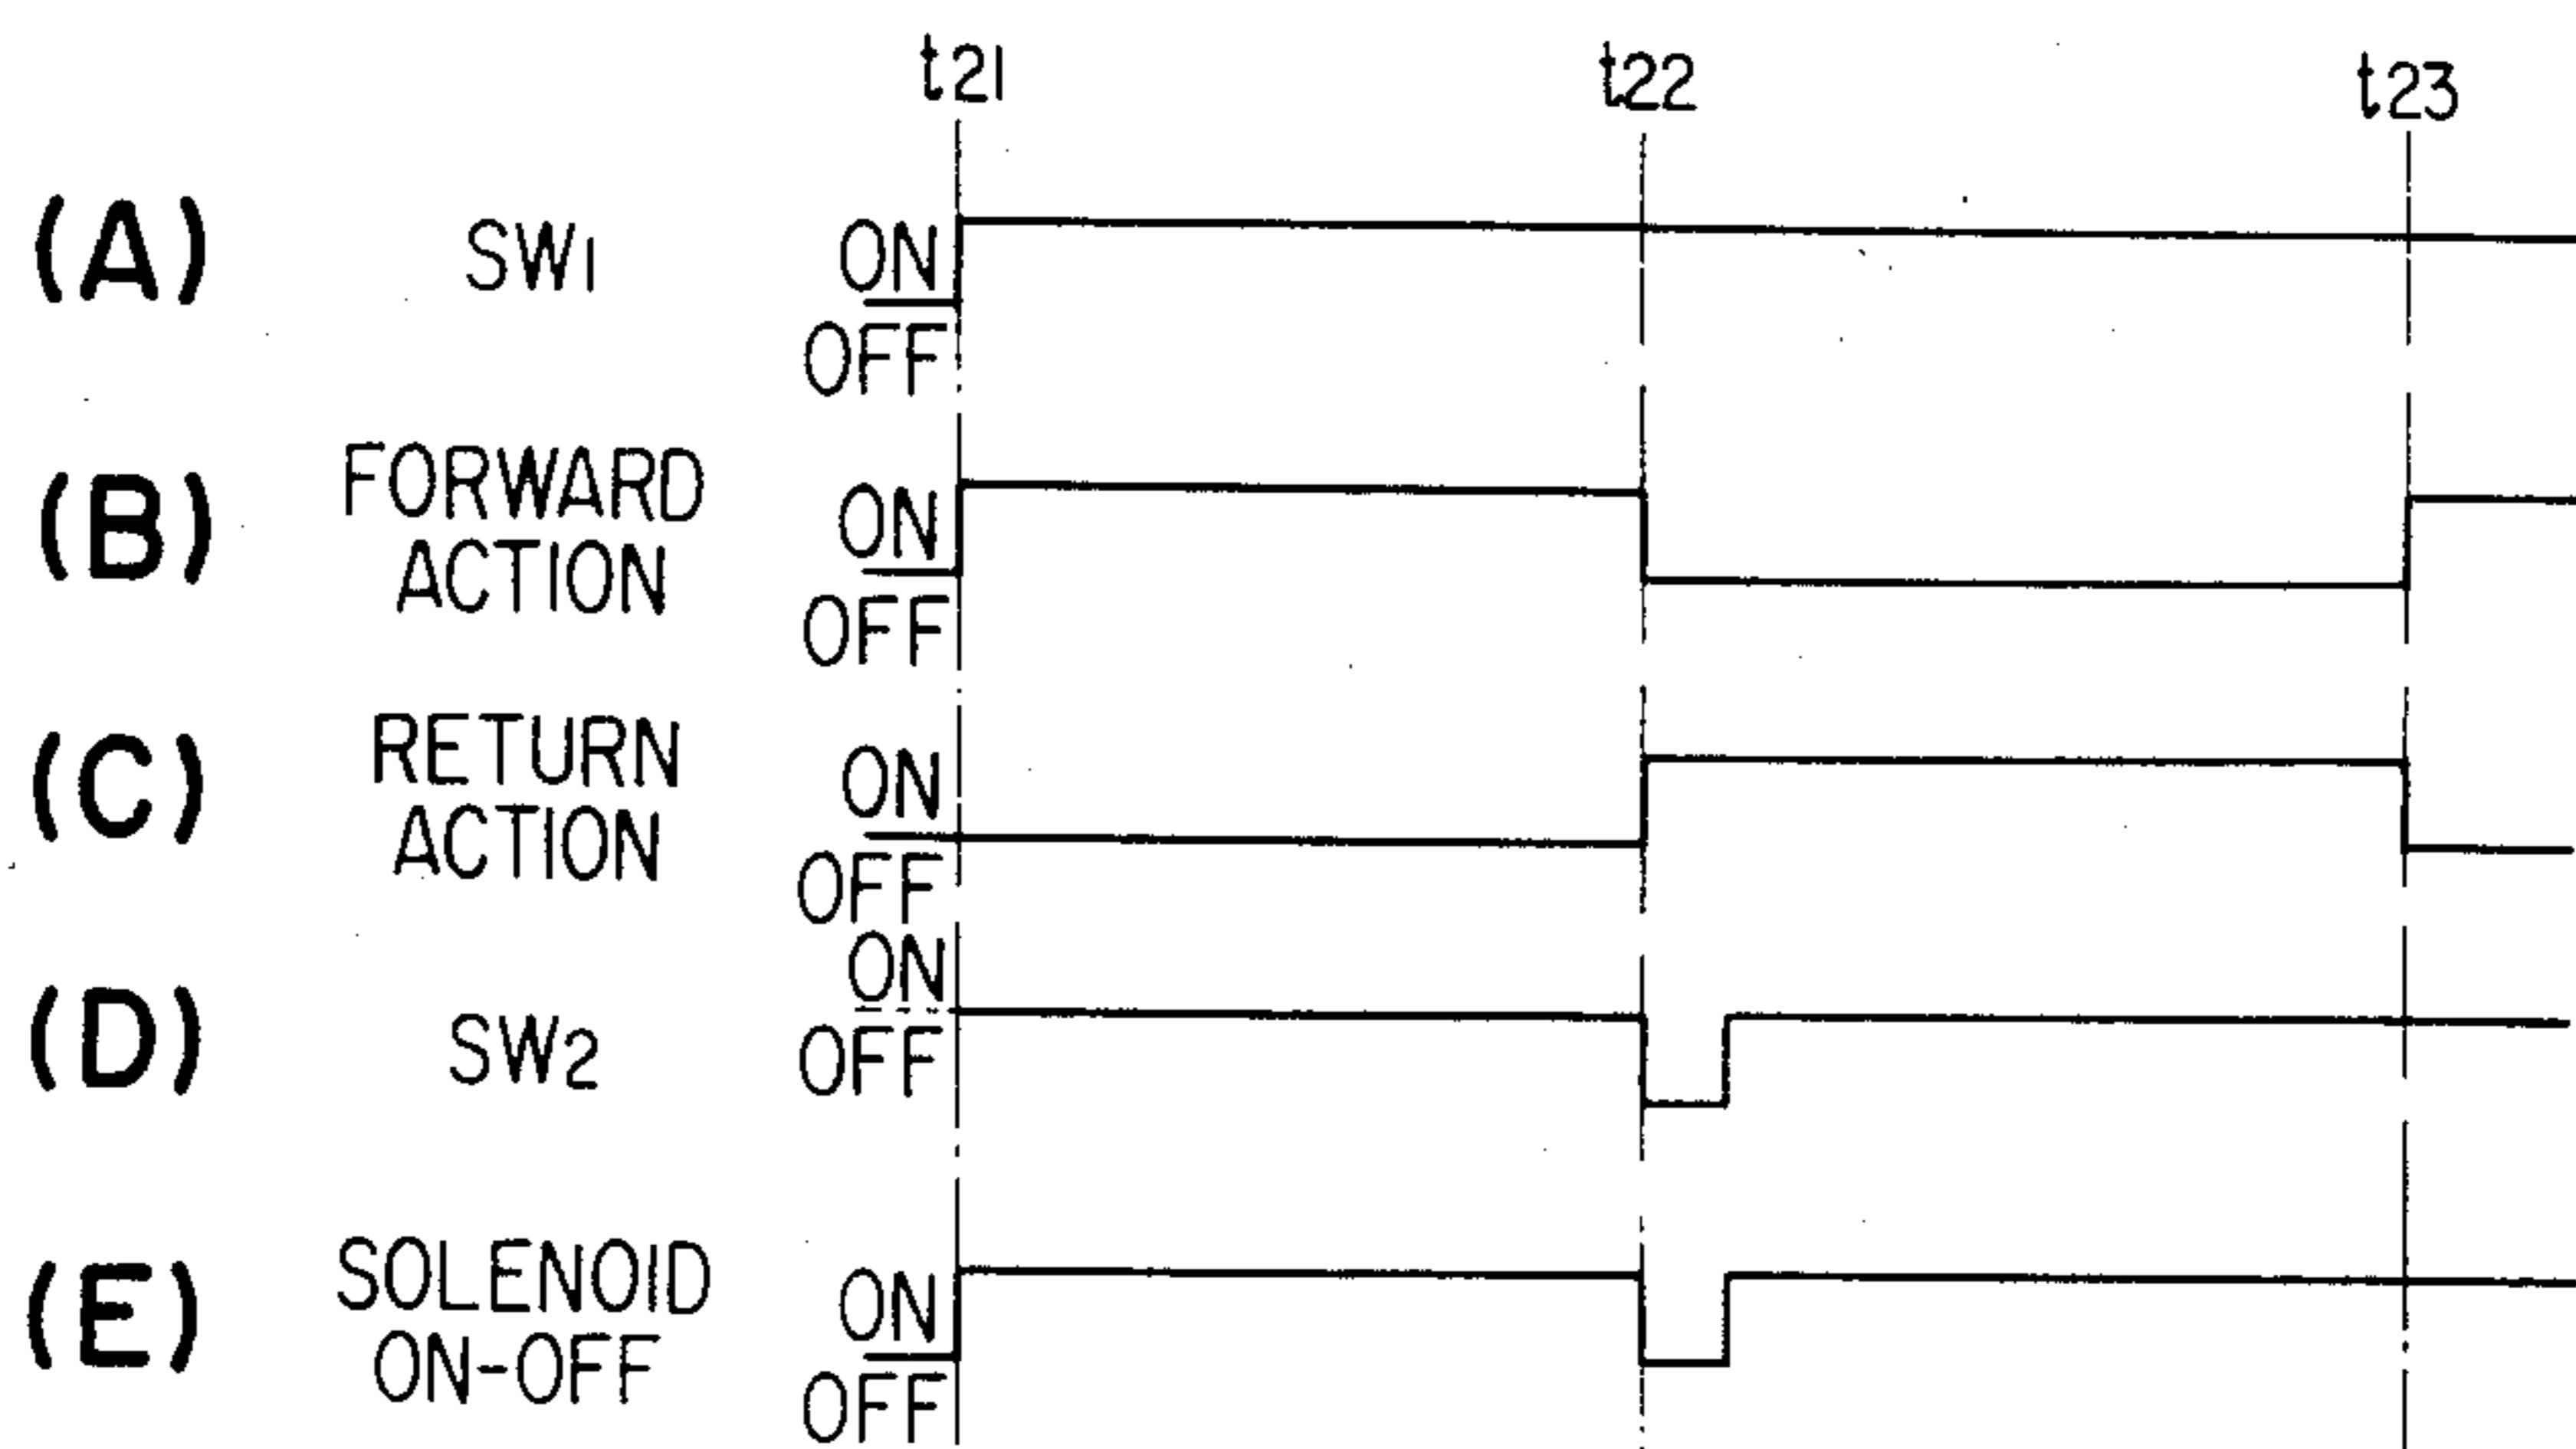 t21 t22 t23
(A) SW1 ON
OFF
(B) FORWARD
ACTION ON
OFF
(C) RETURN
ACTION ON
OFF
ON
(D) SW2 OFF
(E) SOLENOID
ON-OFF ON
OFF